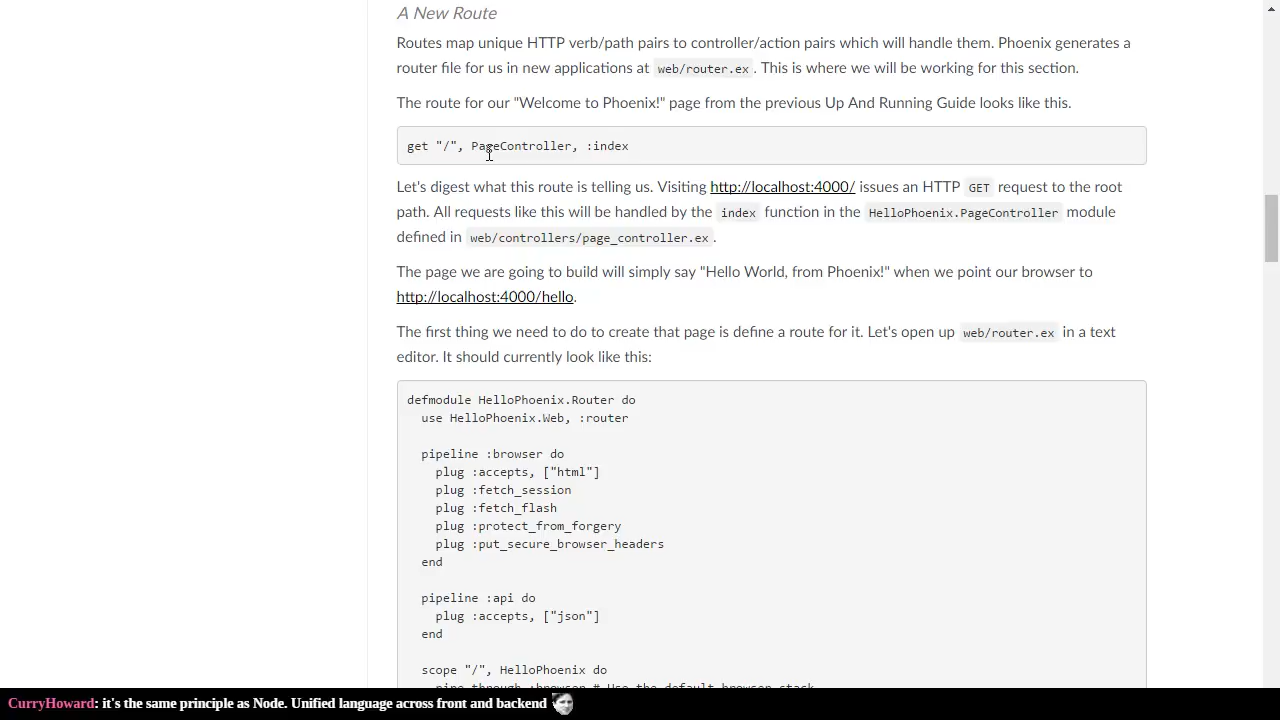 A New Route
Routes map unique HTTP verb/path pairs to controller/action pairs which will handle them. Phoenix generates a
router file for us in new applications at web/router.ex. This is where we will be working for this section.
The route for our "Welcome to Phoenix!" page from the previous Up And Running Guide looks like this.
get "/", PageController, :index
Let's digest what this route is telling us. Visiting http://localhost:4000/ issues an HTTP GET request to the root
path. All requests like this will be handled by the index function in the HelloPhoenix.PageController module
defined in web/controllers/page_controller.ex.
The page we are going to build will simply say "Hello World, from Phoenix!" when we point our browser to
http://localhost:4000/hello.
The first thing we need to do to create that page is define a route for it. Let's open up web/router.ex in a text
editor. It should currently look like this:
defmodule HelloPhoenix.Router do
  use HelloPhoenix.Web, :router
  pipeline :browser do
    plug :accepts, ["html"]
    plug :fetch_session
    plug :fetch_flash
    plug :protect_from_forgery
    plug :put_secure_browser_headers
  end
  pipeline :api do
    plug :accepts, ["json"]
  end
  scope "/", HelloPhoenix do
    pipe_through :browser # Use the default browser stack
CurryHoward: it's the same principle as Node. Unified language across front and backend